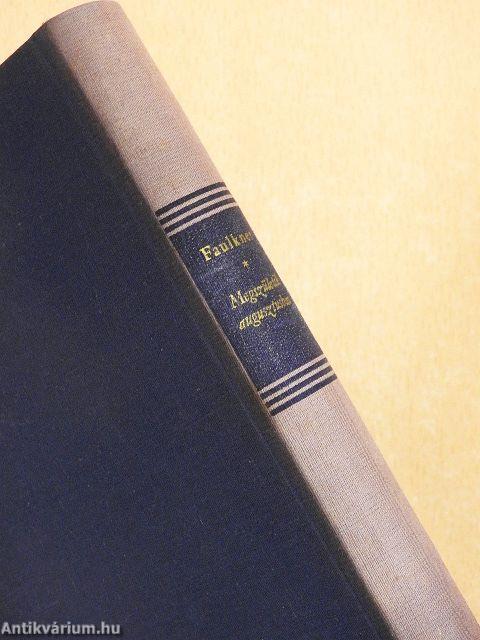 Faulkner
*
Megszületik
augusztusban
Antikvárium.hu